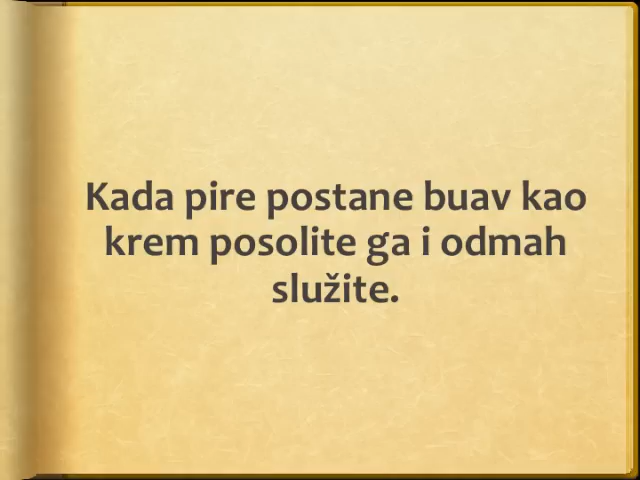 Kada pire postane buav kao
krem posolite ga i odmah
služite.